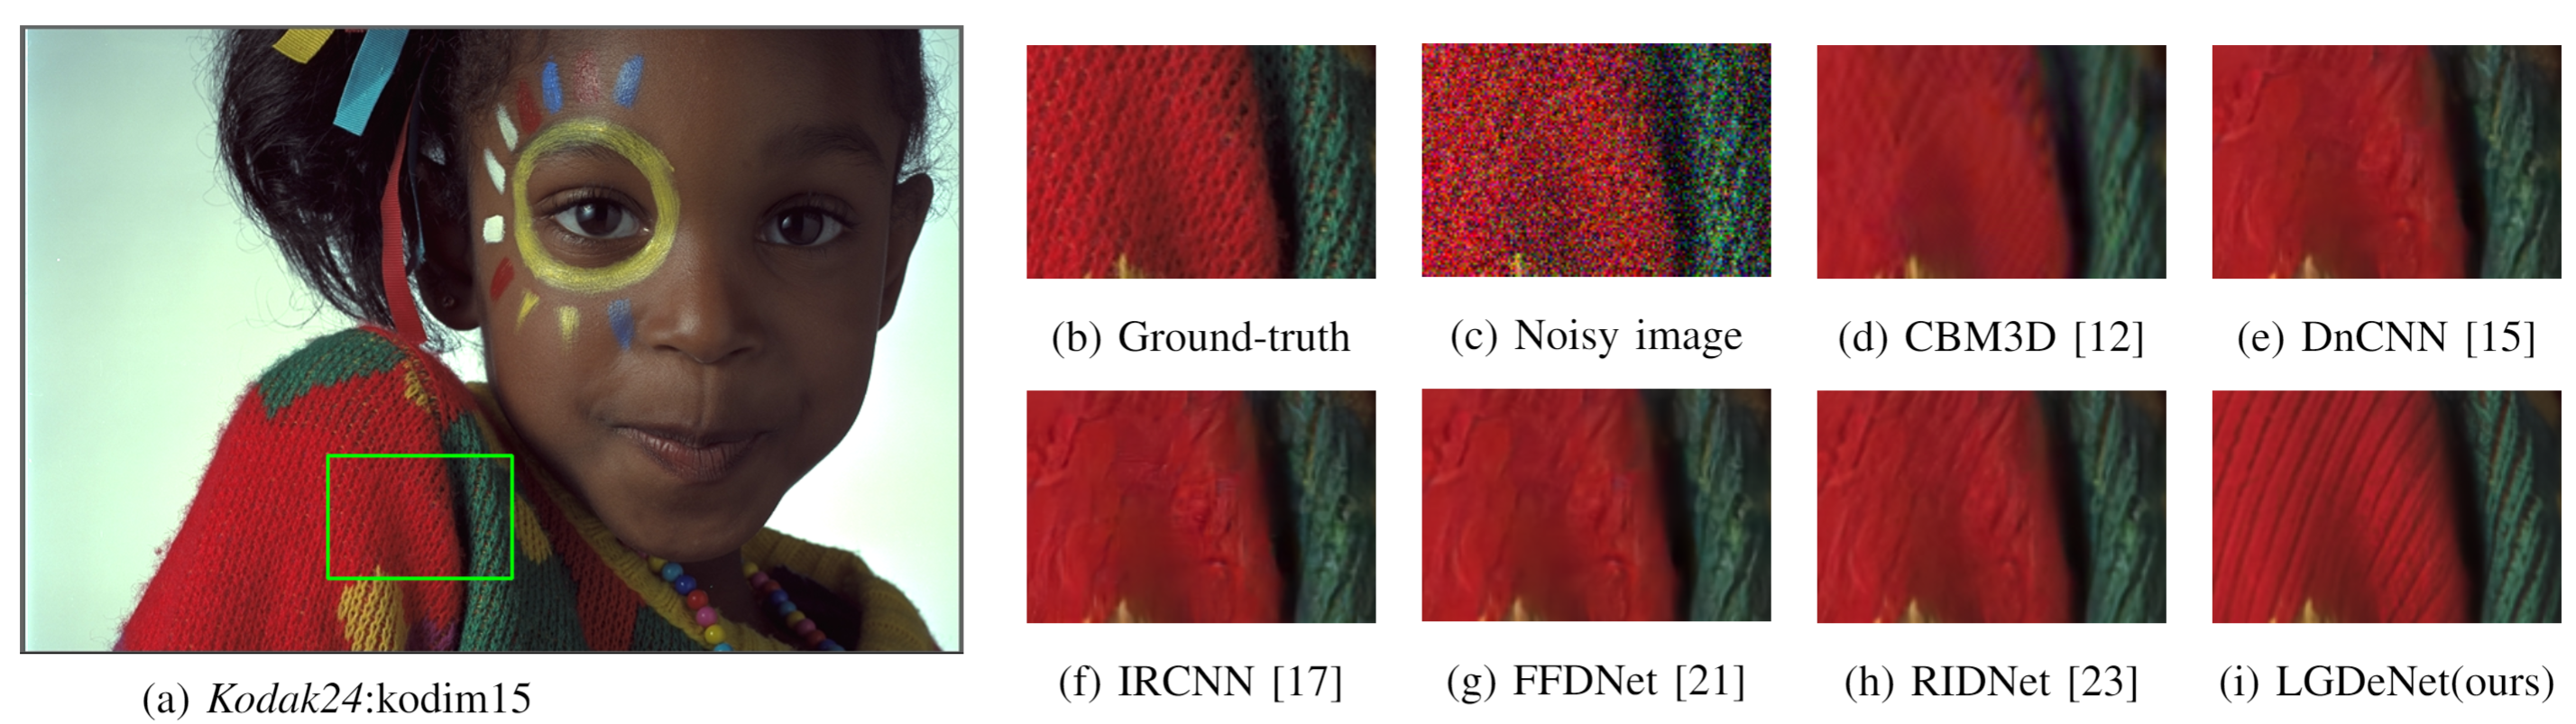 (b) Ground-truth
(c) Noisy image
(d) CBM3D [12]
(e) DnCNN [15]
(f) IRCNN [17]
(g) FFDNet [21]
(h) RIDNet [23]
(i) LGDeNet(ours)
(a) Kodak24:kodim15